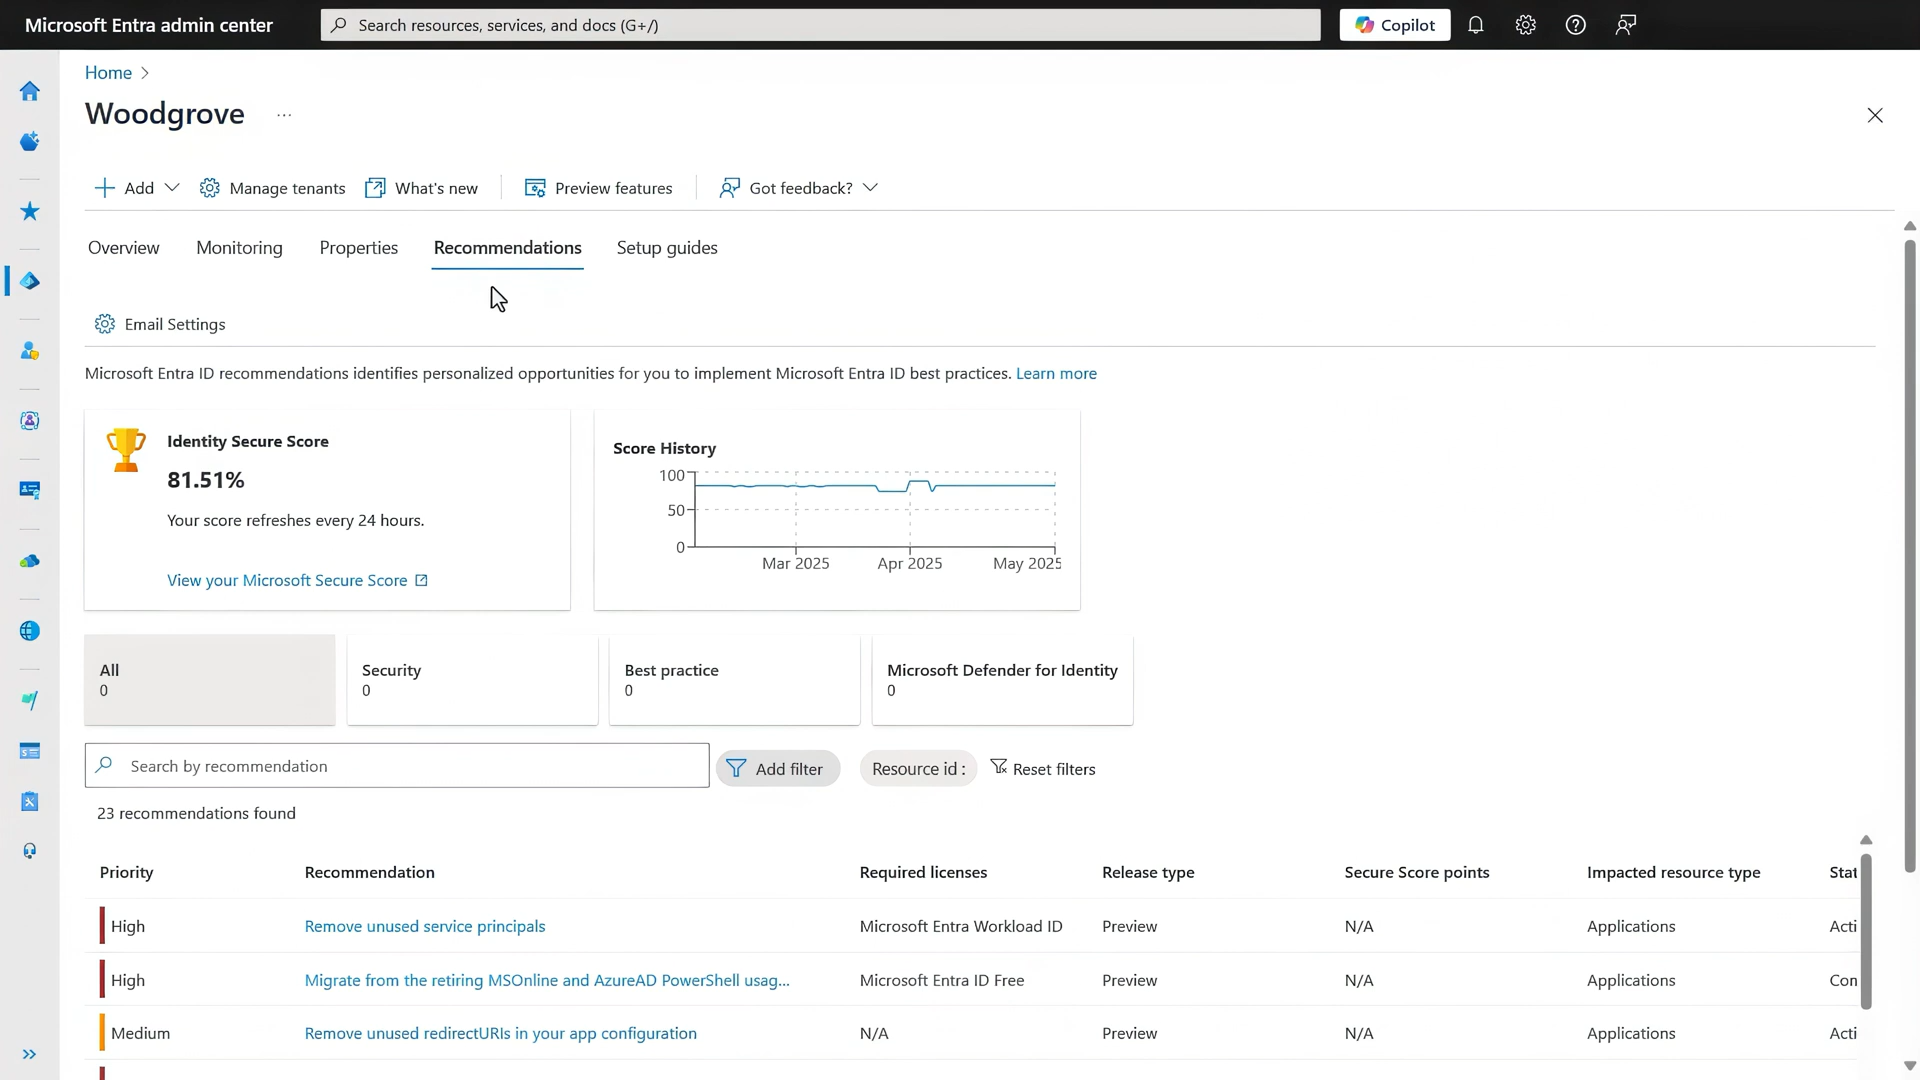 Microsoft Entra admin center
Search resources, services, and docs (G+/)
Copilot
Home
Woodgrove
...
Add
Manage tenants
What's new
Preview features
Got feedback?
Overview
Monitoring
Properties
Recommendations
Setup guides
Email Settings
Microsoft Entra ID recommendations identifies personalized opportunities for you to implement Microsoft Entra ID best practices. Learn more
Identity Secure Score
81.51%
Your score refreshes every 24 hours.
View your Microsoft Secure Score
Score History
100
50
0
Mar 2025 Apr 2025 May 2025
All
0
Security
0
Best practice
0
Microsoft Defender for Identity
0
Search by recommendation
Add filter
Resource id :
Reset filters
23 recommendations found
Priority Recommendation Required licenses Release type Secure Score points Impacted resource type Stat
High Remove unused service principals Microsoft Entra Workload ID Preview N/A Applications Acti
High Migrate from the retiring MSOnline and AzureAD PowerShell usag... Microsoft Entra ID Free Preview N/A Applications Con
Medium Remove unused redirectURIs in your app configuration N/A Preview N/A Applications Acti